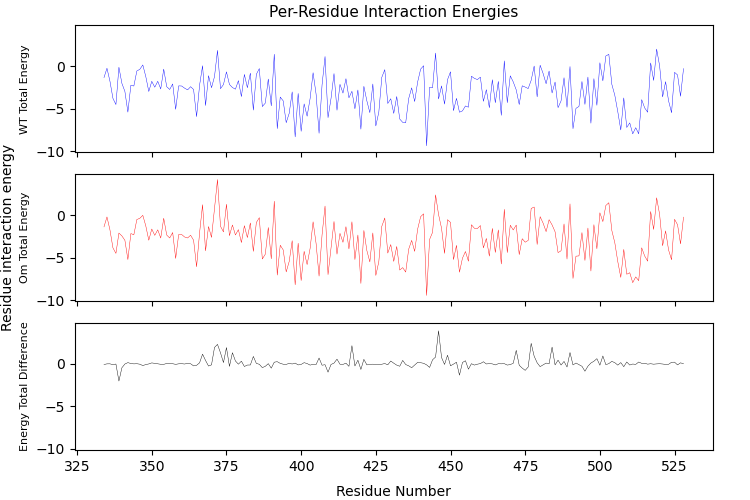 Per-Residue Interaction Energies
Residue interaction energy
WT Total Energy
0
−5
−10
Om Total Energy
0
−5
−10
Energy Total Difference
0
−5
−10
325 350 375 400 425 450 475 500 525
Residue Number